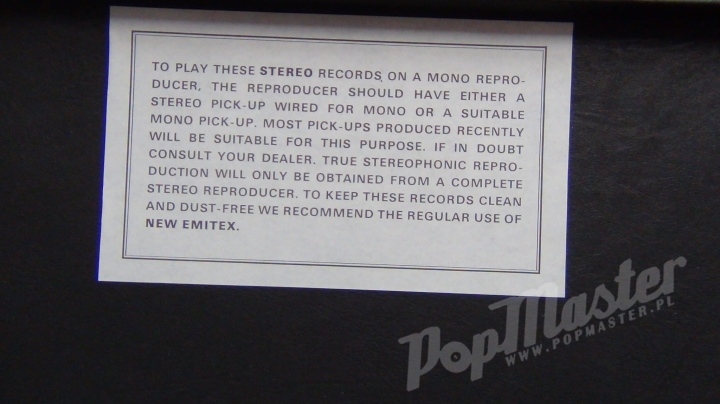 TO PLAY THESE STEREO RECORDS, ON A MONO REPRO-
DUCER, THE REPRODUCER SHOULD HAVE EITHER A
STEREO PICK-UP WIRED FOR MONO OR A SUITABLE
MONO PICK-UP. MOST PICK-UPS PRODUCED RECENTLY
WILL BE SUITABLE FOR THIS PURPOSE. IF IN DOUBT
CONSULT YOUR DEALER. TRUE STEREOPHONIC REPRO-
DUCTION WILL ONLY BE OBTAINED FROM A COMPLETE
STEREO REPRODUCER. TO KEEP THESE RECORDS CLEAN
AND DUST-FREE WE RECOMMEND THE REGULAR USE OF
NEW EMITEX.
PopMaster
WWW.POPMASTER.PL